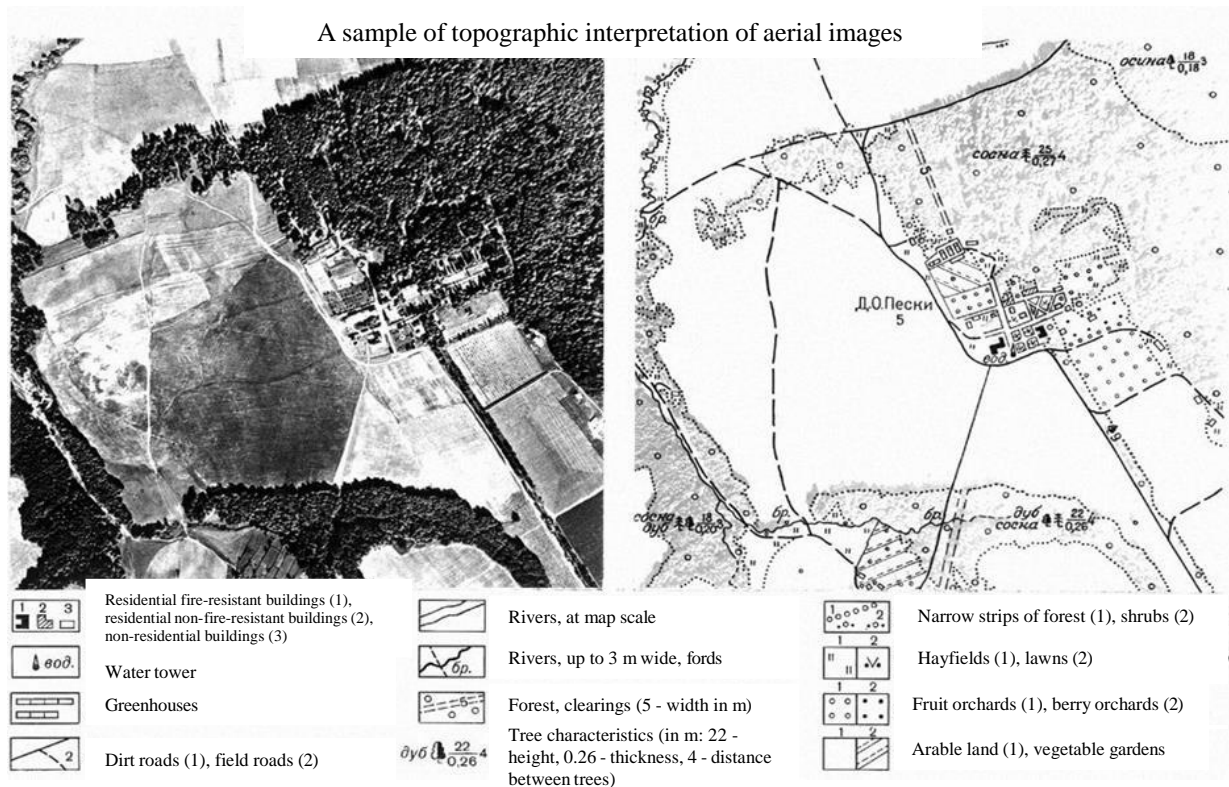 A sample of topographic interpretation of aerial images
осина 18/0,18 3
сосна 25/0,27 4
5
бр.
Д.О.Пески
5
вод.
6
сосна
дуб 18/0,20 3
бр.
бр.
дуб
сосна 22/0,26 4
1 2 3
Residential fire-resistant buildings (1),
residential non-fire-resistant buildings (2),
non-residential buildings (3)
вод.
Water tower
Greenhouses
2
Dirt roads (1), field roads (2)
Rivers, at map scale
бр.
Rivers, up to 3 m wide, fords
5
Forest, clearings (5 - width in m)
дуб 22/0,26 4
Tree characteristics (in m: 22 -
height, 0.26 - thickness, 4 - distance
between trees)
1
2
Narrow strips of forest (1), shrubs (2)
1 2
Hayfields (1), lawns (2)
1 2
Fruit orchards (1), berry orchards (2)
1 2
Arable land (1), vegetable gardens